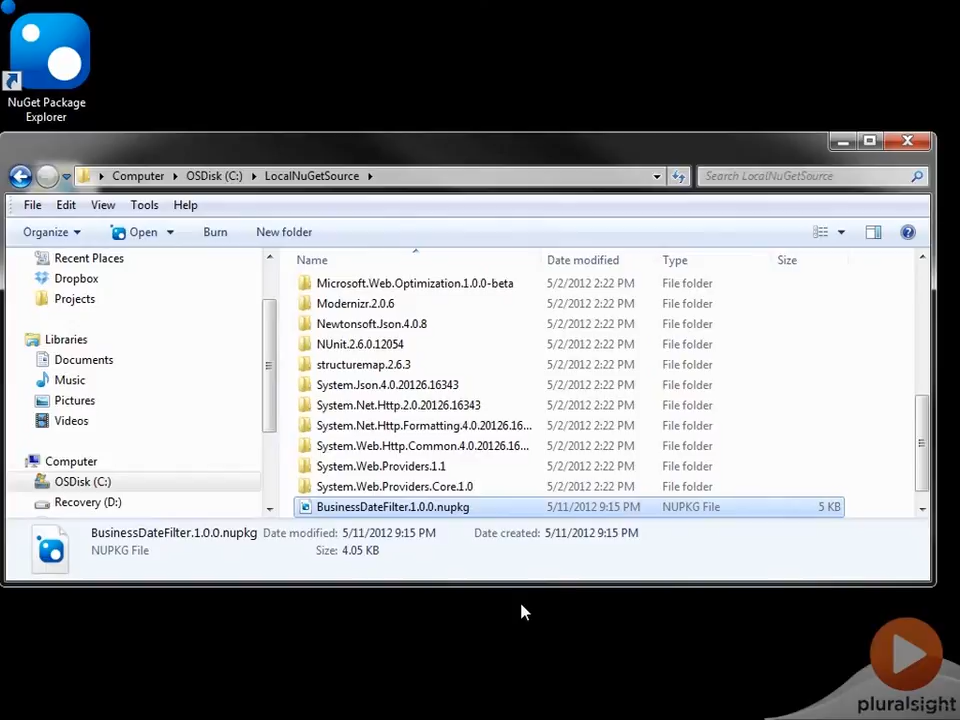 NuGet Package
Explorer
Computer OSDisk (C:) LocalNuGetSource
Search LocalNuGetSource
File Edit View Tools Help
Organize Open Burn New folder
Name Date modified Type Size
Recent Places
Dropbox
Projects
Libraries
Documents
Music
Pictures
Videos
Computer
OSDisk (C:)
Recovery (D:)
Microsoft.Web.Optimization.1.0.0-beta 5/2/2012 2:22 PM File folder
Modernizr.2.0.6 5/2/2012 2:22 PM File folder
Newtonsoft.Json.4.0.8 5/2/2012 2:22 PM File folder
NUnit.2.6.0.12054 5/2/2012 2:22 PM File folder
structuremap.2.6.3 5/2/2012 2:22 PM File folder
System.Json.4.0.20126.16343 5/2/2012 2:22 PM File folder
System.Net.Http.2.0.20126.16343 5/2/2012 2:22 PM File folder
System.Net.Http.Formatting.4.0.20126.16... 5/2/2012 2:22 PM File folder
System.Web.Http.Common.4.0.20126.16... 5/2/2012 2:22 PM File folder
System.Web.Providers.1.1 5/2/2012 2:22 PM File folder
System.Web.Providers.Core.1.0 5/2/2012 2:22 PM File folder
BusinessDateFilter.1.0.0.nupkg 5/11/2012 9:15 PM NUPKG File 5 KB
BusinessDateFilter.1.0.0.nupkg Date modified: 5/11/2012 9:15 PM Date created: 5/11/2012 9:15 PM
NUPKG File Size: 4.05 KB
pluralsight